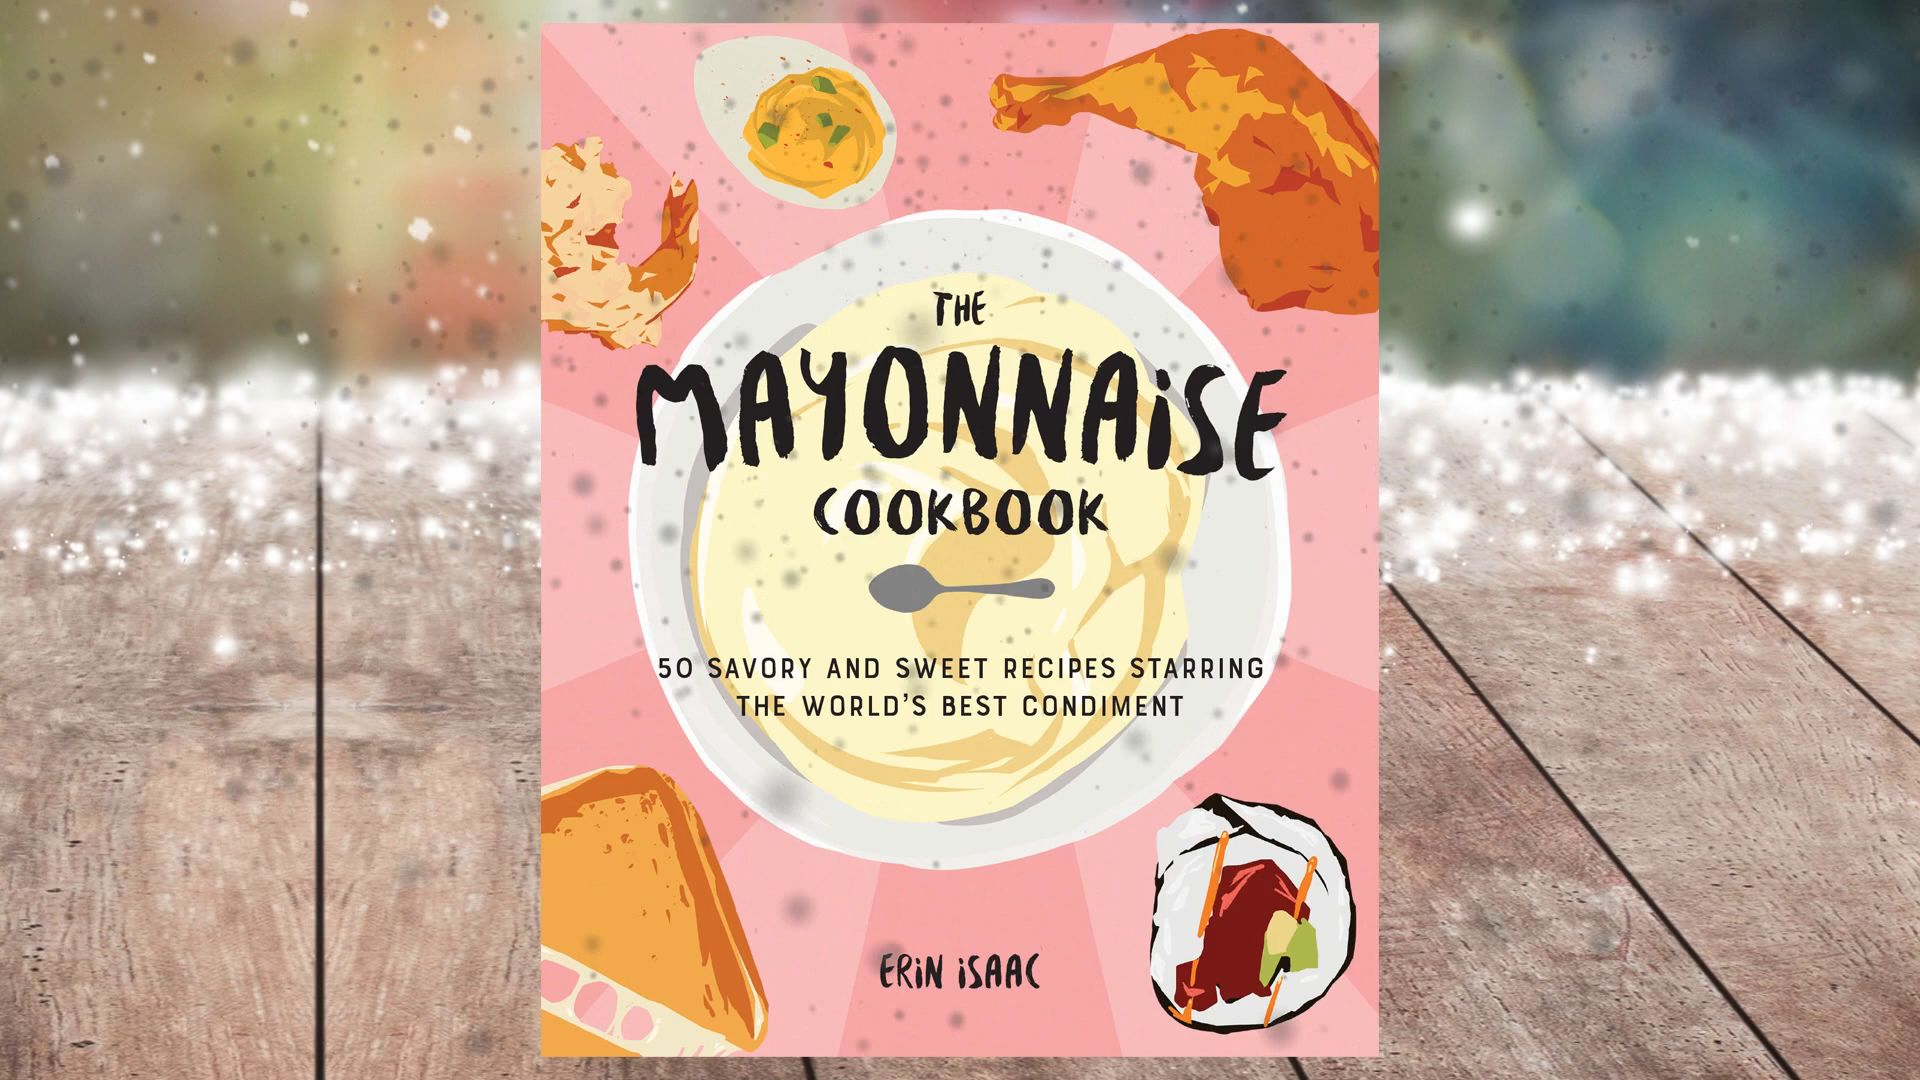 THE
MAYONNAISE
COOKBOOK
50 SAVORY AND SWEET RECIPES STARRING
THE WORLD'S BEST CONDIMENT
ERIN ISAAC